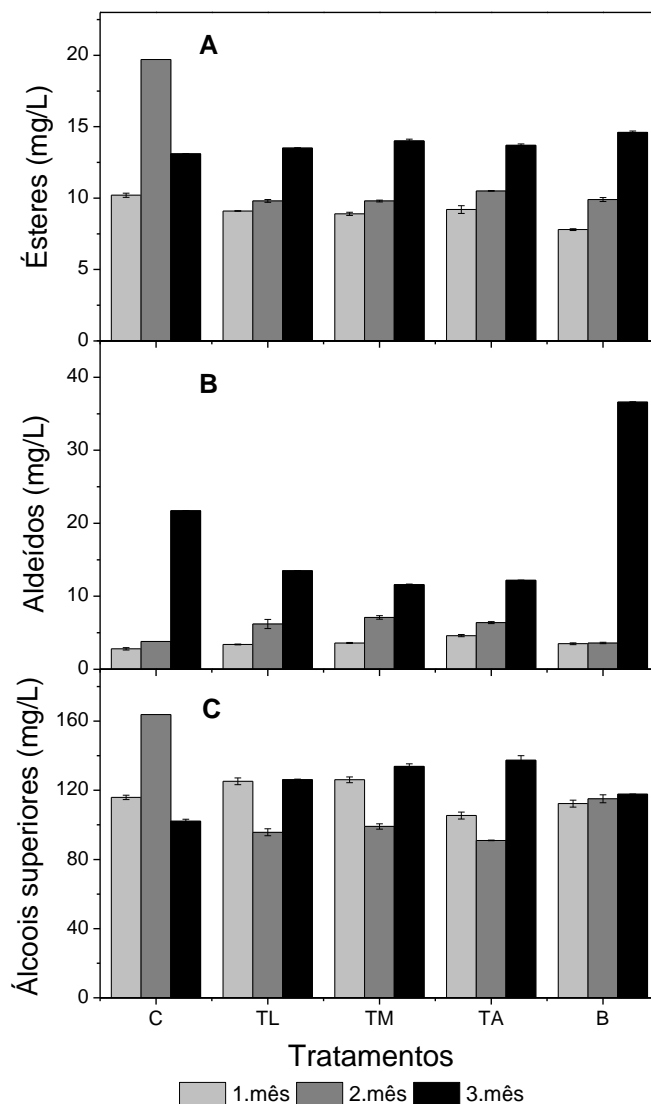 A
Ésteres (mg/L)
20
15
10
5
0
B
Aldeídos (mg/L)
40
30
20
10
0
C
Álcoois superiores (mg/L)
160
120
80
40
0
C TL TM TA B
Tratamentos
1.mês 2.mês 3.mês